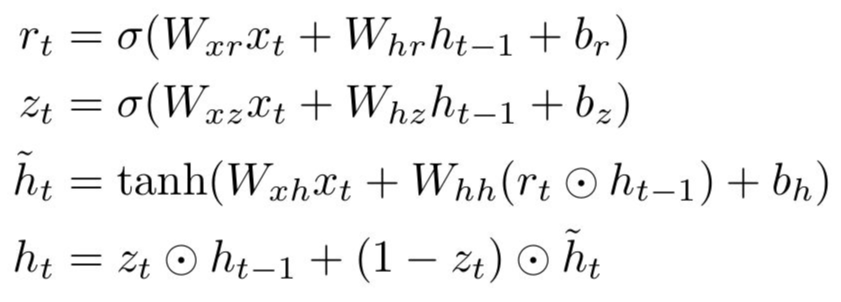 r_t = σ(W_{xr}x_t + W_{hr}h_{t−1} + b_r)
z_t = σ(W_{xz}x_t + W_{hz}h_{t−1} + b_z)
h̃_t = tanh(W_{xh}x_t + W_{hh}(r_t ⊙ h_{t−1}) + b_h)
h_t = z_t ⊙ h_{t−1} + (1 − z_t) ⊙ h̃_t